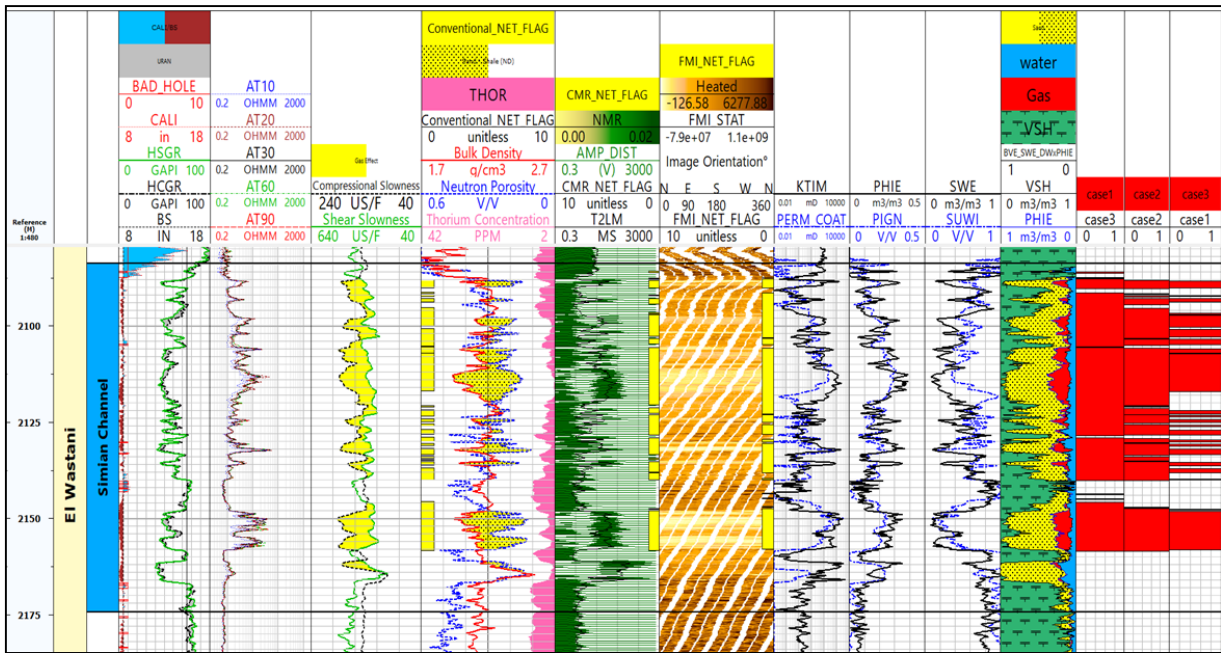 CALI/BS
URAN
BAD_HOLE
0 10
CALI
8 in 18
HSGR
0 GAPI 100
HCGR
0 GAPI 100
BS
8 IN 18
AT10
0.2 OHMM 2000
AT20
0.2 OHMM 2000
AT30
0.2 OHMM 2000
AT60
0.2 OHMM 2000
AT90
0.2 OHMM 2000
Gas Effect
Compressional Slowness
240 US/F 40
Shear Slowness
640 US/F 40
Conventional_NET_FLAG
Sand - Shale (ND)
THOR
Conventional NET FLAG
0 unitless 10
Bulk Density
1.7 g/cm3 2.7
Neutron Porosity
0.6 V/V 0
Thorium Concentration
42 PPM 2
CMR_NET_FLAG
NMR
0.00 0.02
AMP_DIST
0.3 (V) 3000
CMR NET FLAG
10 unitless 0
T2LM
0.3 MS 3000
FMI_NET_FLAG
Heated
-126.58 6277.88
FMI STAT
-7.9e+07 1.1e+09
Image Orientation°
N E S W N
0 90 180 360
FMI_NET_FLAG
10 unitless 0
KTIM
0.01 mD 10000
PERM_COAT
0.01 mD 10000
PHIE
0 m3/m3 0.5
PIGN
0 V/V 0.5
SWE
0 m3/m3 1
SUWI
0 V/V 1
Sand
water
Gas
VSH
BVE_SWE_DWxPHIE
1 0
VSH
0 m3/m3 1
PHIE
1 m3/m3 0
case1
case3
0 1
case2
case2
0 1
case3
case1
0 1
Reference
(M)
1:480
2100
2125
2150
2175
El Wastani
Simian Channel